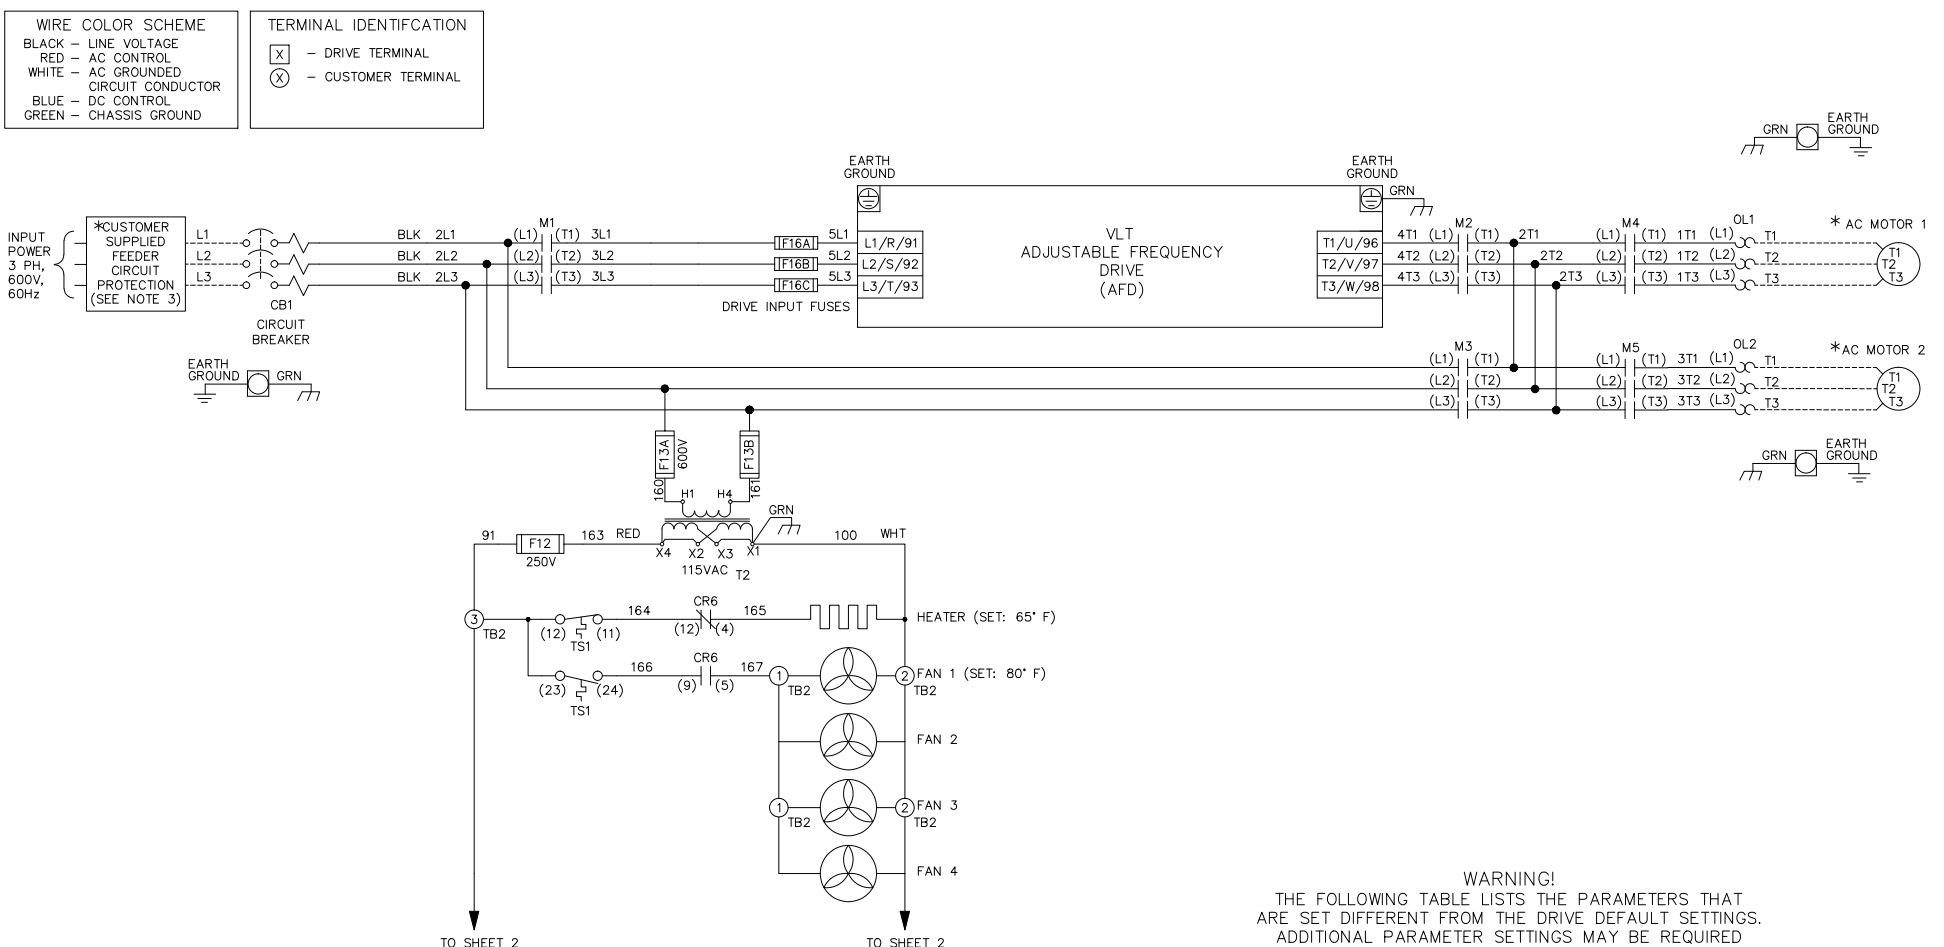 WIRE COLOR SCHEME
BLACK – LINE VOLTAGE
RED – AC CONTROL
WHITE – AC GROUNDED
CIRCUIT CONDUCTOR
BLUE – DC CONTROL
GREEN – CHASSIS GROUND
TERMINAL IDENTIFCATION
X – DRIVE TERMINAL
X – CUSTOMER TERMINAL
GRN
EARTH
GROUND
INPUT
POWER
3 PH,
600V,
60Hz
*CUSTOMER
SUPPLIED
FEEDER
CIRCUIT
PROTECTION
(SEE NOTE 3)
L1
L2
L3
CB1
CIRCUIT
BREAKER
EARTH
GROUND
GRN
BLK 2L1
BLK 2L2
BLK 2L3
M1
(L1) (T1) 3L1
(L2) (T2) 3L2
(L3) (T3) 3L3
F16A
F16B
F16C
5L1
5L2
5L3
DRIVE INPUT FUSES
EARTH
GROUND
L1/R/91
L2/S/92
L3/T/93
VLT
ADJUSTABLE FREQUENCY
DRIVE
(AFD)
EARTH
GROUND
GRN
T1/U/96
T2/V/97
T3/W/98
M2
4T1 (L1) (T1) 2T1
4T2 (L2) (T2) 2T2
4T3 (L3) (T3) 2T3
M4
(L1) (T1) 1T1 (L1)
(L2) (T2) 1T2 (L2)
(L3) (T3) 1T3 (L3)
OL1
T1
T2
T3
* AC MOTOR 1
T1
T2
T3
M3
(L1) (T1)
(L2) (T2)
(L3) (T3)
M5
(L1) (T1) 3T1 (L1)
(L2) (T2) 3T2 (L2)
(L3) (T3) 3T3 (L3)
OL2
T1
T2
T3
*AC MOTOR 2
T1
T2
T3
GRN
EARTH
GROUND
F13A
600V
F13B
160
161
H1 H4
GRN
91
F12
250V
163 RED
X4 X2 X3 X1
115VAC T2
100 WHT
3
TB2
(12) (11)
TS1
164
CR6
(12) (4)
165
HEATER (SET: 65° F)
(23) (24)
TS1
166
CR6
(9) (5)
167
1
TB2
2
TB2
FAN 1 (SET: 80° F)
FAN 2
1
TB2
2
TB2
FAN 3
FAN 4
TO SHEET 2
TO SHEET 2
WARNING!
THE FOLLOWING TABLE LISTS THE PARAMETERS THAT
ARE SET DIFFERENT FROM THE DRIVE DEFAULT SETTINGS.
ADDITIONAL PARAMETER SETTINGS MAY BE REQUIRED